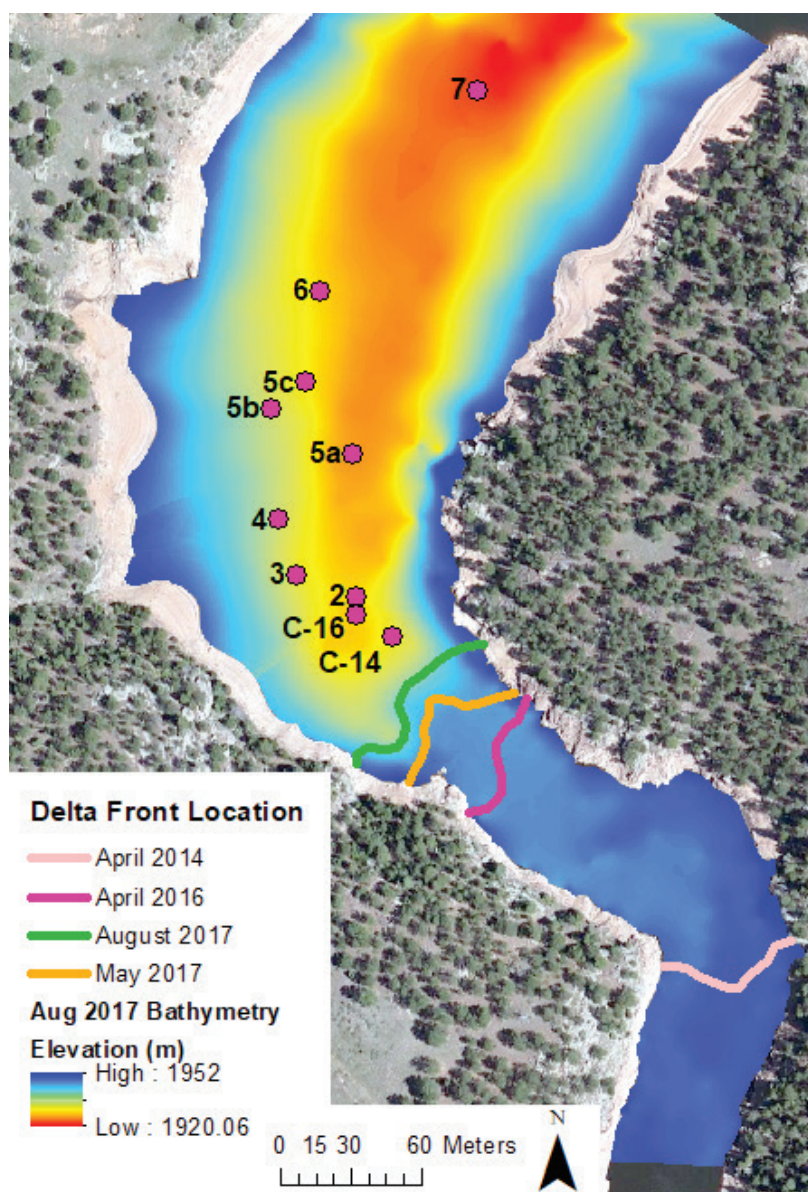 7
6
5c
5b
5a
4
3
2
C-16
C-14
Delta Front Location
April 2014
April 2016
August 2017
May 2017
Aug 2017 Bathymetry
Elevation (m)
High : 1952
Low : 1920.06
N
0 15 30 60 Meters